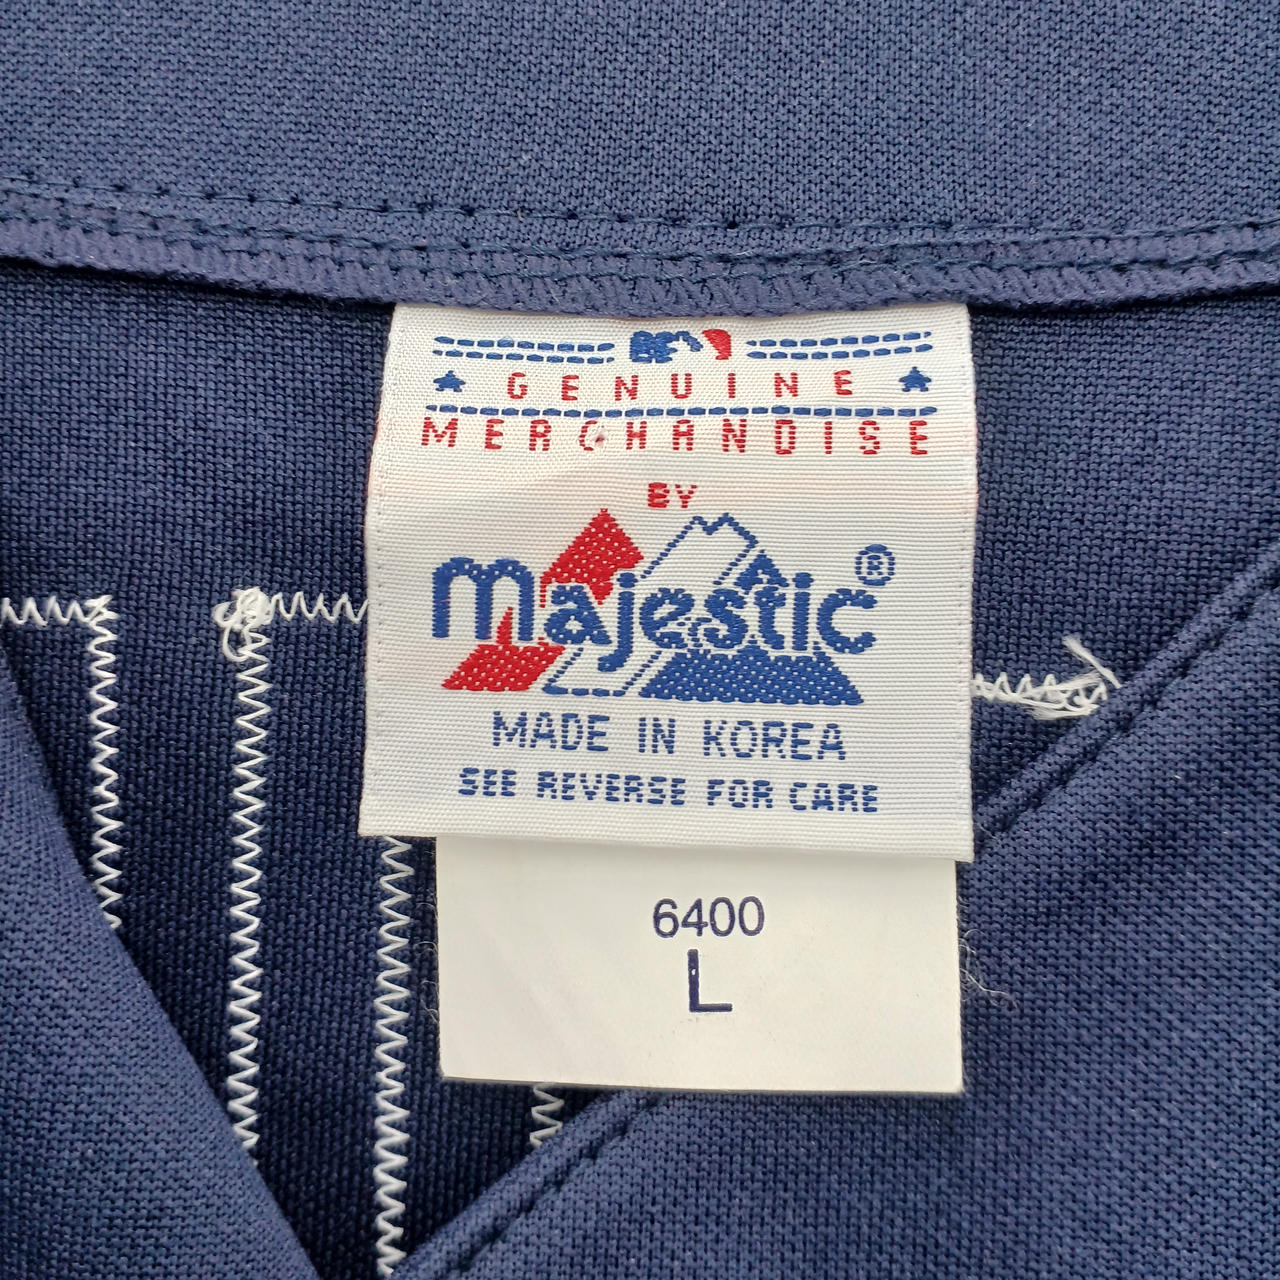 GENUINE
MERCHANDISE
BY
majestic ®
MADE IN KOREA
SEE REVERSE FOR CARE
6400
L